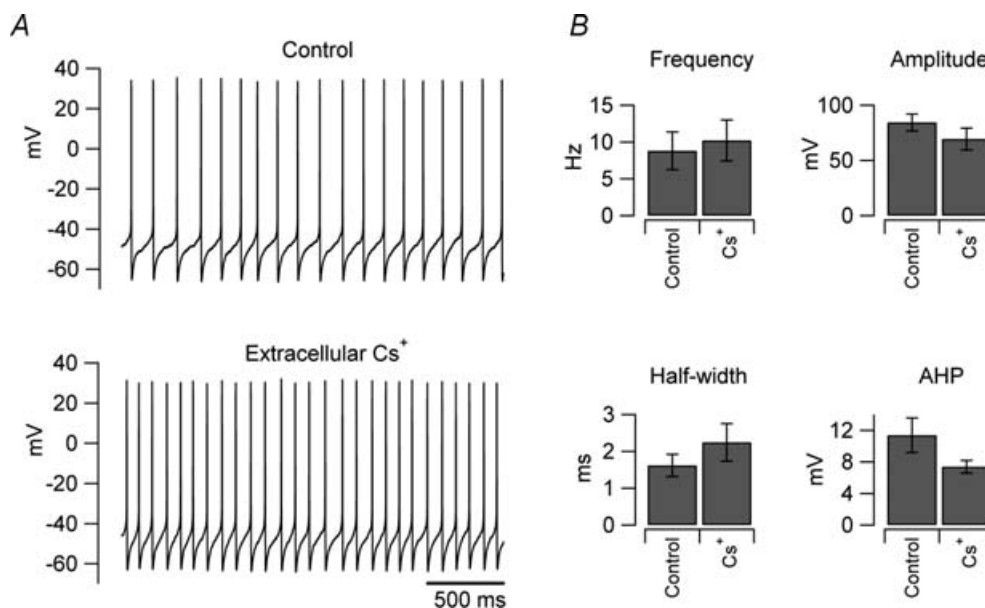 A
Control
40
20
0
-20
-40
-60
mV
Extracellular Cs⁺
40
20
0
-20
-40
-60
mV
500 ms
B
Frequency
15
10
5
0
Hz
Control
Cs⁺
Amplitude
100
50
0
mV
Control
Cs⁺
Half-width
3
2
1
0
ms
Control
Cs⁺
AHP
12
8
4
0
mV
Control
Cs⁺